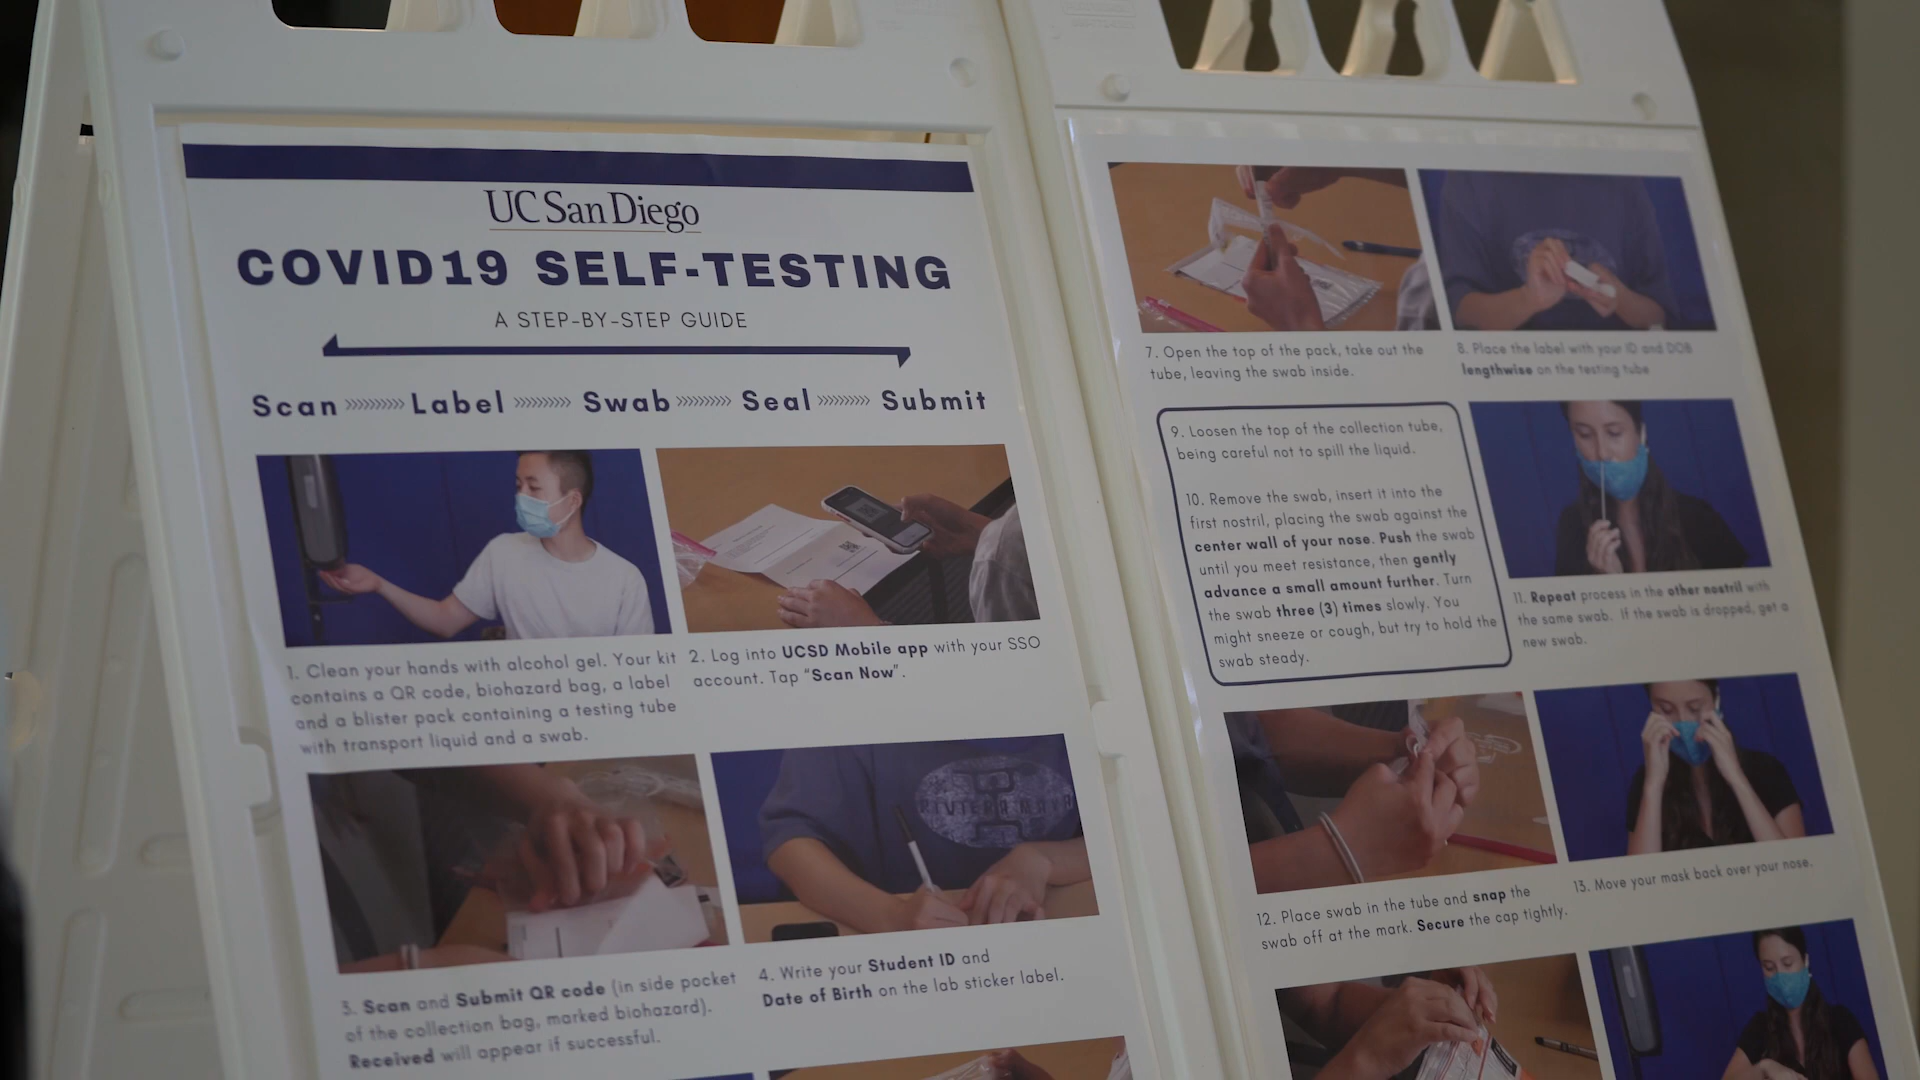 UC San Diego
COVID19 SELF-TESTING
A STEP-BY-STEP GUIDE
Scan »»»»» Label »»»»» Swab »»»»» Seal »»»»» Submit
1. Clean your hands with alcohol gel. Your kit
contains a QR code, biohazard bag, a label
and a blister pack containing a testing tube
with transport liquid and a swab.
2. Log into UCSD Mobile app with your SSO
account. Tap “Scan Now”.
RIVIERA MAYA
3. Scan and Submit QR code (in side pocket
of the collection bag, marked biohazard).
Received will appear if successful.
4. Write your Student ID and
Date of Birth on the lab sticker label.
7. Open the top of the pack, take out the
tube, leaving the swab inside.
8. Place the label with your ID and DOB
lengthwise on the testing tube
9. Loosen the top of the collection tube,
being careful not to spill the liquid.
10. Remove the swab, insert it into the
first nostril, placing the swab against the
center wall of your nose. Push the swab
until you meet resistance, then gently
advance a small amount further. Turn
the swab three (3) times slowly. You
might sneeze or cough, but try to hold the
swab steady.
11. Repeat process in the other nostril with
the same swab. If the swab is dropped, get a
new swab.
12. Place swab in the tube and snap the
swab off at the mark. Secure the cap tightly.
13. Move your mask back over your nose.